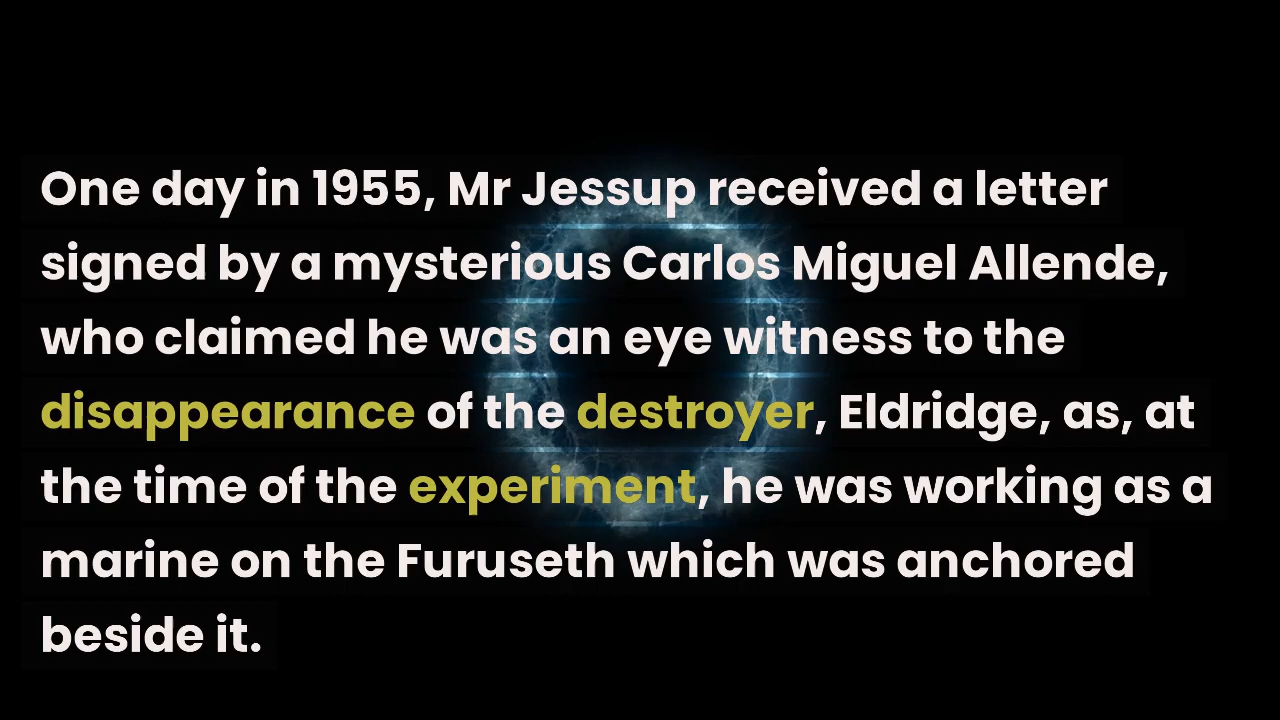 One day in 1955, Mr Jessup received a letter
signed by a mysterious Carlos Miguel Allende,
who claimed he was an eye witness to the
disappearance of the destroyer, Eldridge, as, at
the time of the experiment, he was working as a
marine on the Furuseth which was anchored
beside it.